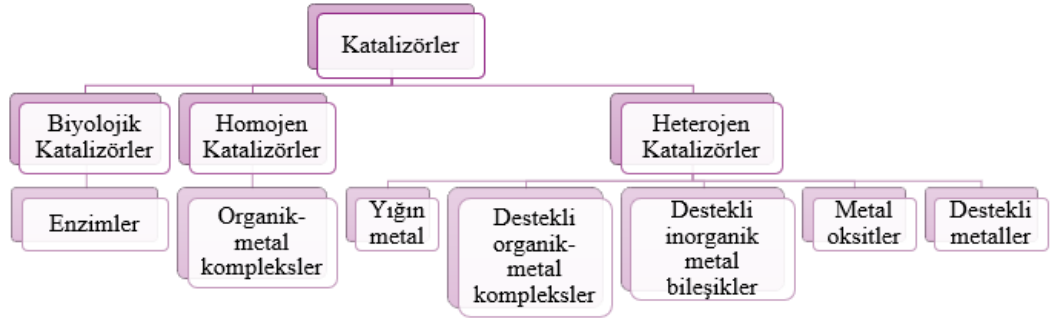 Katalizörler
Biyolojik
Katalizörler
Homojen
Katalizörler
Heterojen
Katalizörler
Enzimler
Organik-
metal
kompleksler
Yığın
metal
Destekli
organik-
metal
kompleksler
Destekli
inorganik
metal
bileşikler
Metal
oksitler
Destekli
metaller